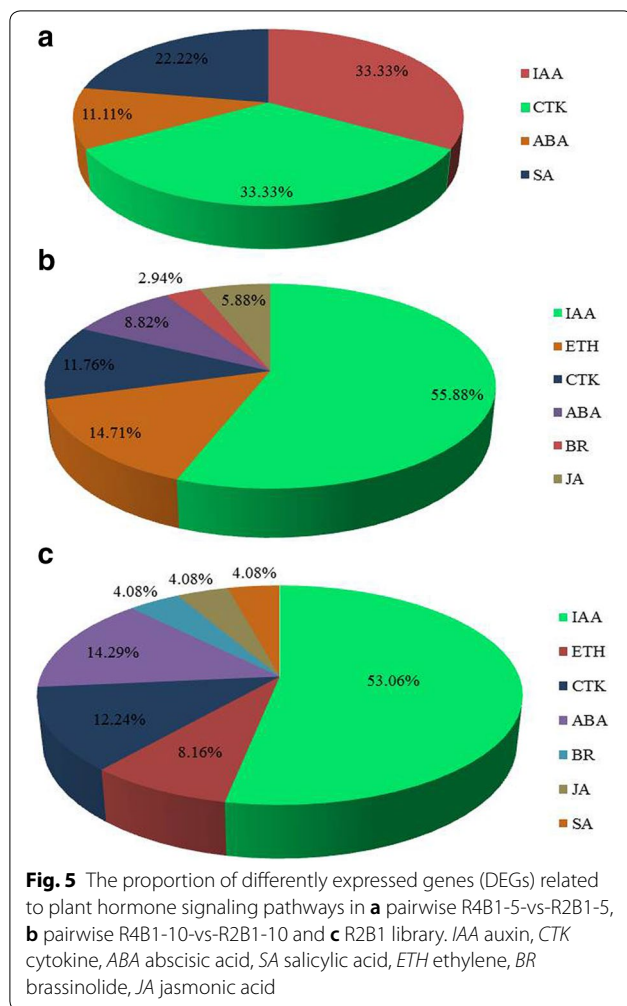 a
22.22%
33.33%
11.11%
33.33%
IAA
CTK
ABA
SA
b
2.94%
5.88%
8.82%
11.76%
14.71%
55.88%
IAA
ETH
CTK
ABA
BR
JA
c
4.08%
4.08%
4.08%
14.29%
12.24%
8.16%
53.06%
IAA
ETH
CTK
ABA
BR
JA
SA
Fig. 5 The proportion of differently expressed genes (DEGs) related
to plant hormone signaling pathways in a pairwise R4B1-5-vs-R2B1-5,
b pairwise R4B1-10-vs-R2B1-10 and c R2B1 library. IAA auxin, CTK
cytokine, ABA abscisic acid, SA salicylic acid, ETH ethylene, BR
brassinolide, JA jasmonic acid